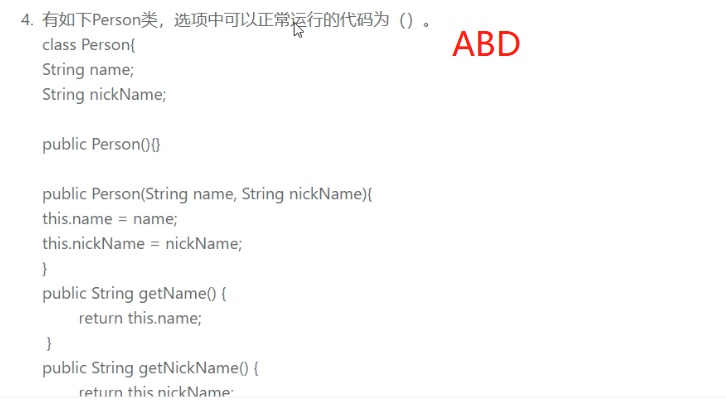 4. 有如下Person类，选项中可以正常运行的代码为（）。
ABD
class Person{
String name;
String nickName;
public Person(){}
public Person(String name, String nickName){
this.name = name;
this.nickName = nickName;
}
public String getName() {
return this.name;
}
public String getNickName() {
return this.nickName;